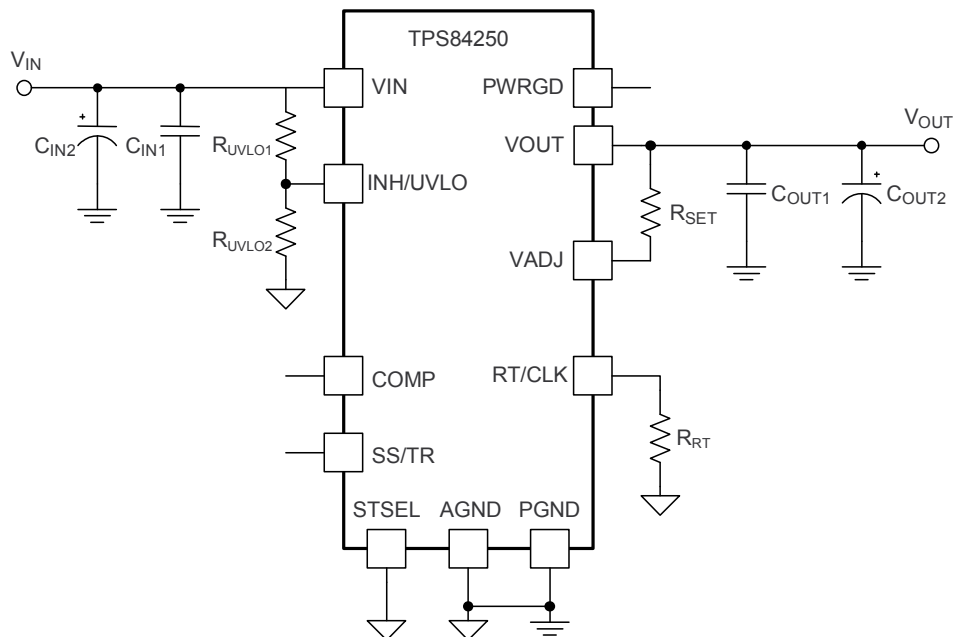 TPS84250
VIN
VIN
PWRGD
VOUT
VOUT
+
CIN2
CIN1
RUVLO1
INH/UVLO
RSET
COUT1
+
COUT2
RUVLO2
VADJ
COMP
RT/CLK
SS/TR
RRT
STSEL
AGND
PGND